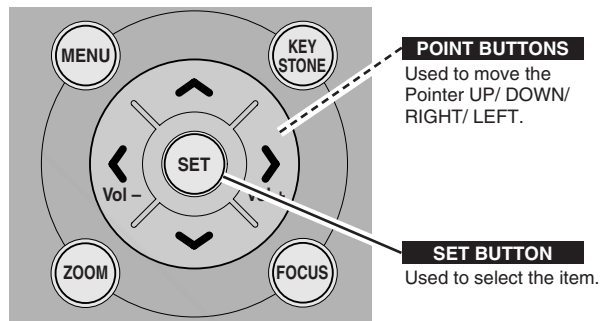 MENU
KEY
STONE
SET
Vol –
Vol +
ZOOM
FOCUS
POINT BUTTONS
Used to move the
Pointer UP/ DOWN/
RIGHT/ LEFT.
SET BUTTON
Used to select the item.